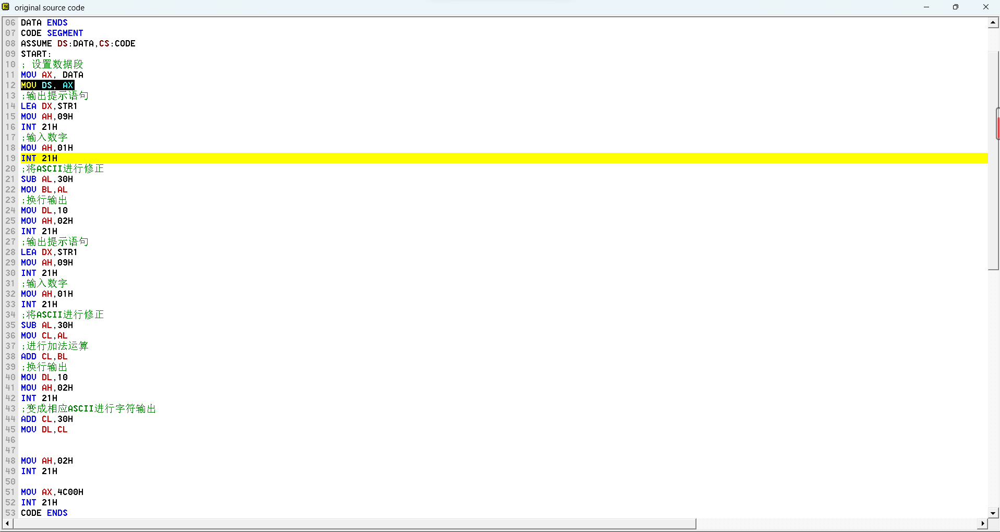 original source code
06 DATA ENDS
07 CODE SEGMENT
08 ASSUME DS:DATA,CS:CODE
09 START:
10 ; 设置数据段
11 MOV AX, DATA
12 MOV DS, AX
13 ;输出提示语句
14 LEA DX,STR1
15 MOV AH,09H
16 INT 21H
17 ;输入数字
18 MOV AH,01H
19 INT 21H
20 ;将ASCII进行修正
21 SUB AL,30H
22 MOV BL,AL
23 ;换行输出
24 MOV DL,10
25 MOV AH,02H
26 INT 21H
27 ;输出提示语句
28 LEA DX,STR1
29 MOV AH,09H
30 INT 21H
31 ;输入数字
32 MOV AH,01H
33 INT 21H
34 ;将ASCII进行修正
35 SUB AL,30H
36 MOV CL,AL
37 ;进行加法运算
38 ADD CL,BL
39 ;换行输出
40 MOV DL,10
41 MOV AH,02H
42 INT 21H
43 ;变成相应ASCII进行字符输出
44 ADD CL,30H
45 MOV DL,CL
46
47
48 MOV AH,02H
49 INT 21H
50
51 MOV AX,4C00H
52 INT 21H
53 CODE ENDS